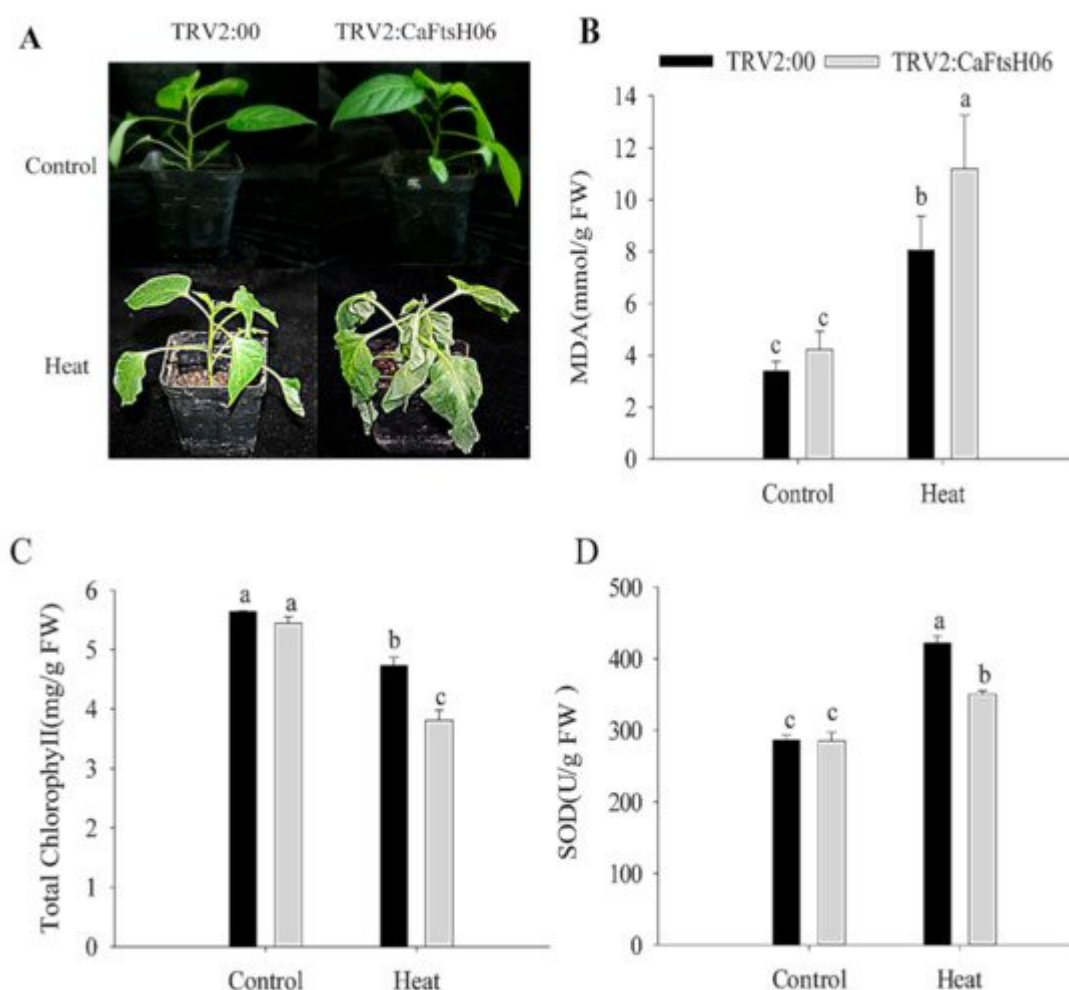 A
TRV2:00 TRV2:CaFtsH06
Control
Heat
B
TRV2:00 TRV2:CaFtsH06
MDA(mmol/g FW)
14
12
10
8
6
4
2
0
c
c
b
a
Control Heat
C
Total ChlorophyII(mg/g FW)
6
5
4
3
2
1
0
a
a
b
c
Control Heat
D
SOD(U/g FW )
500
400
300
200
100
0
c
c
a
b
Control Heat